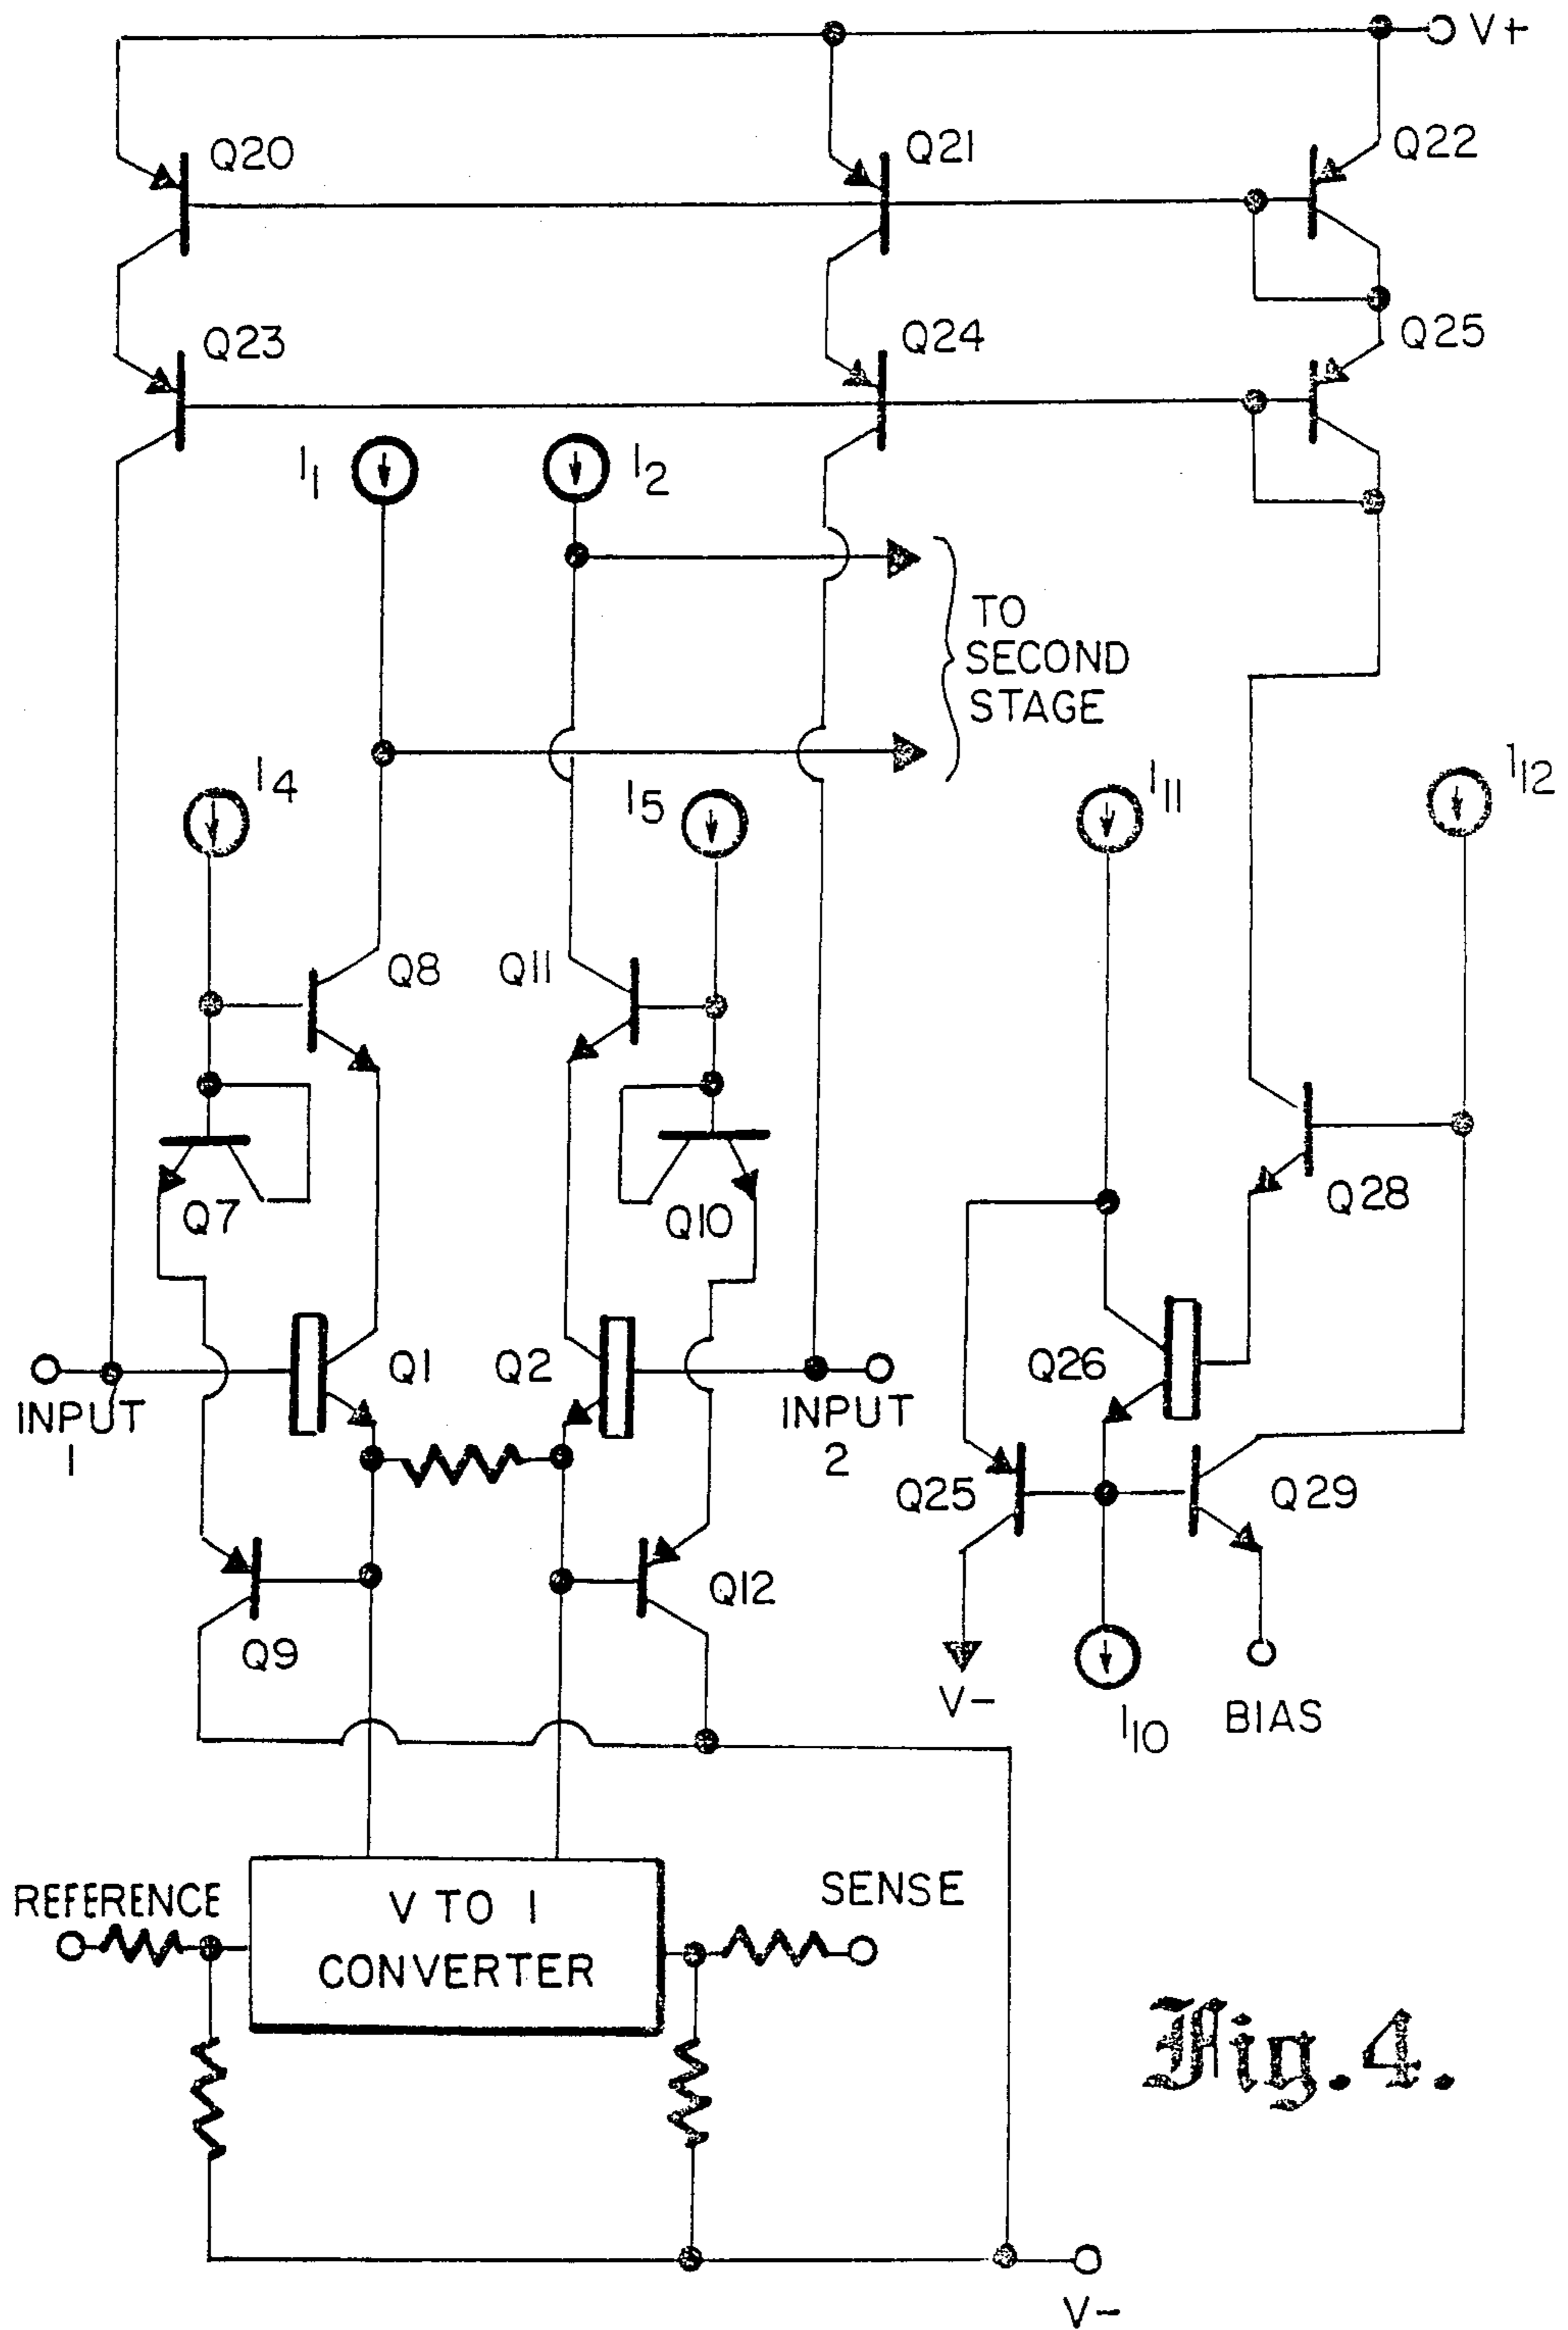 V+
Q20
Q21
Q22
Q23
Q24
Q25
I1
I2
TO
SECOND
STAGE
I4
I5
I11
I12
Q8
Q11
Q7
Q10
Q28
Q1
Q2
Q26
INPUT
1
INPUT
2
Q25
Q29
Q9
Q12
V-
I10
BIAS
REFERENCE
V TO I
CONVERTER
SENSE
Fig. 4.
V-